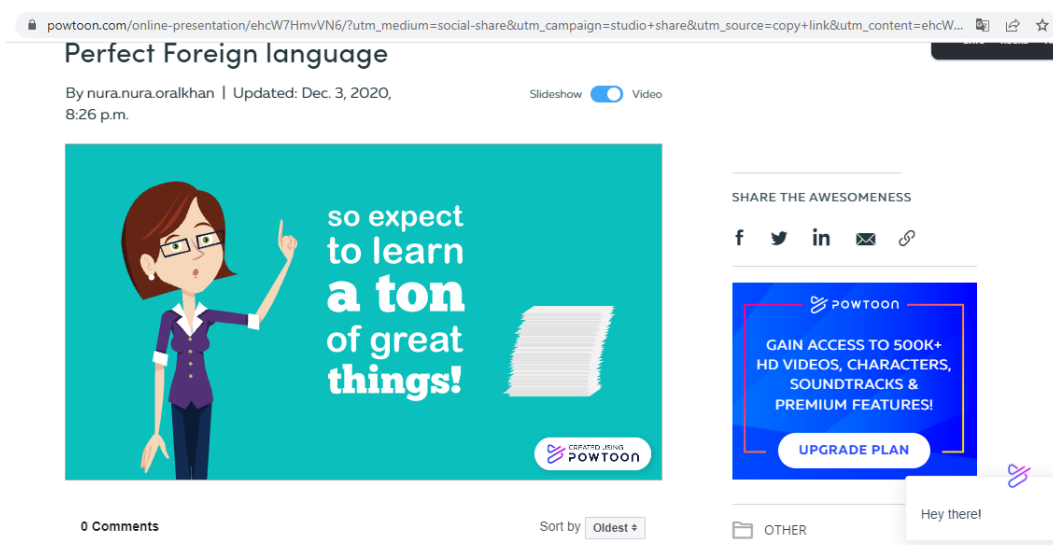 powtoon.com/online-presentation/ehcW7HmvVN6/?utm_medium=social-share&utm_campaign=studio+share&utm_source=copy+link&utm_content=ehcW...
Perfect Foreign language
By nura.nura.oralkhan | Updated: Dec. 3, 2020,
8:26 p.m.
Slideshow Video
so expect
to learn
a ton
of great
things!
CREATED USING
POWTOON
0 Comments
Sort by Oldest
SHARE THE AWESOMENESS
POWTOON
GAIN ACCESS TO 500K+
HD VIDEOS, CHARACTERS,
SOUNDTRACKS &
PREMIUM FEATURES!
UPGRADE PLAN
OTHER
Hey there!